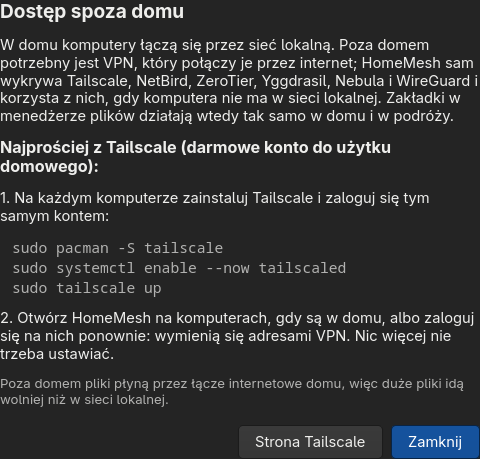 Dostęp spoza domu
W domu komputery łączą się przez sieć lokalną. Poza domem
potrzebny jest VPN, który połączy je przez internet; HomeMesh sam
wykrywa Tailscale, NetBird, ZeroTier, Yggdrasil, Nebula i WireGuard i
korzysta z nich, gdy komputera nie ma w sieci lokalnej. Zakładki w
menedżerze plików działają wtedy tak samo w domu i w podróży.
Najprościej z Tailscale (darmowe konto do użytku
domowego):
1. Na każdym komputerze zainstaluj Tailscale i zaloguj się tym
samym kontem:
sudo pacman -S tailscale
sudo systemctl enable --now tailscaled
sudo tailscale up
2. Otwórz HomeMesh na komputerach, gdy są w domu, albo zaloguj
się na nich ponownie: wymienią się adresami VPN. Nic więcej nie
trzeba ustawiać.
Poza domem pliki płyną przez łącze internetowe domu, więc duże pliki idą
wolniej niż w sieci lokalnej.
Strona Tailscale
Zamknij